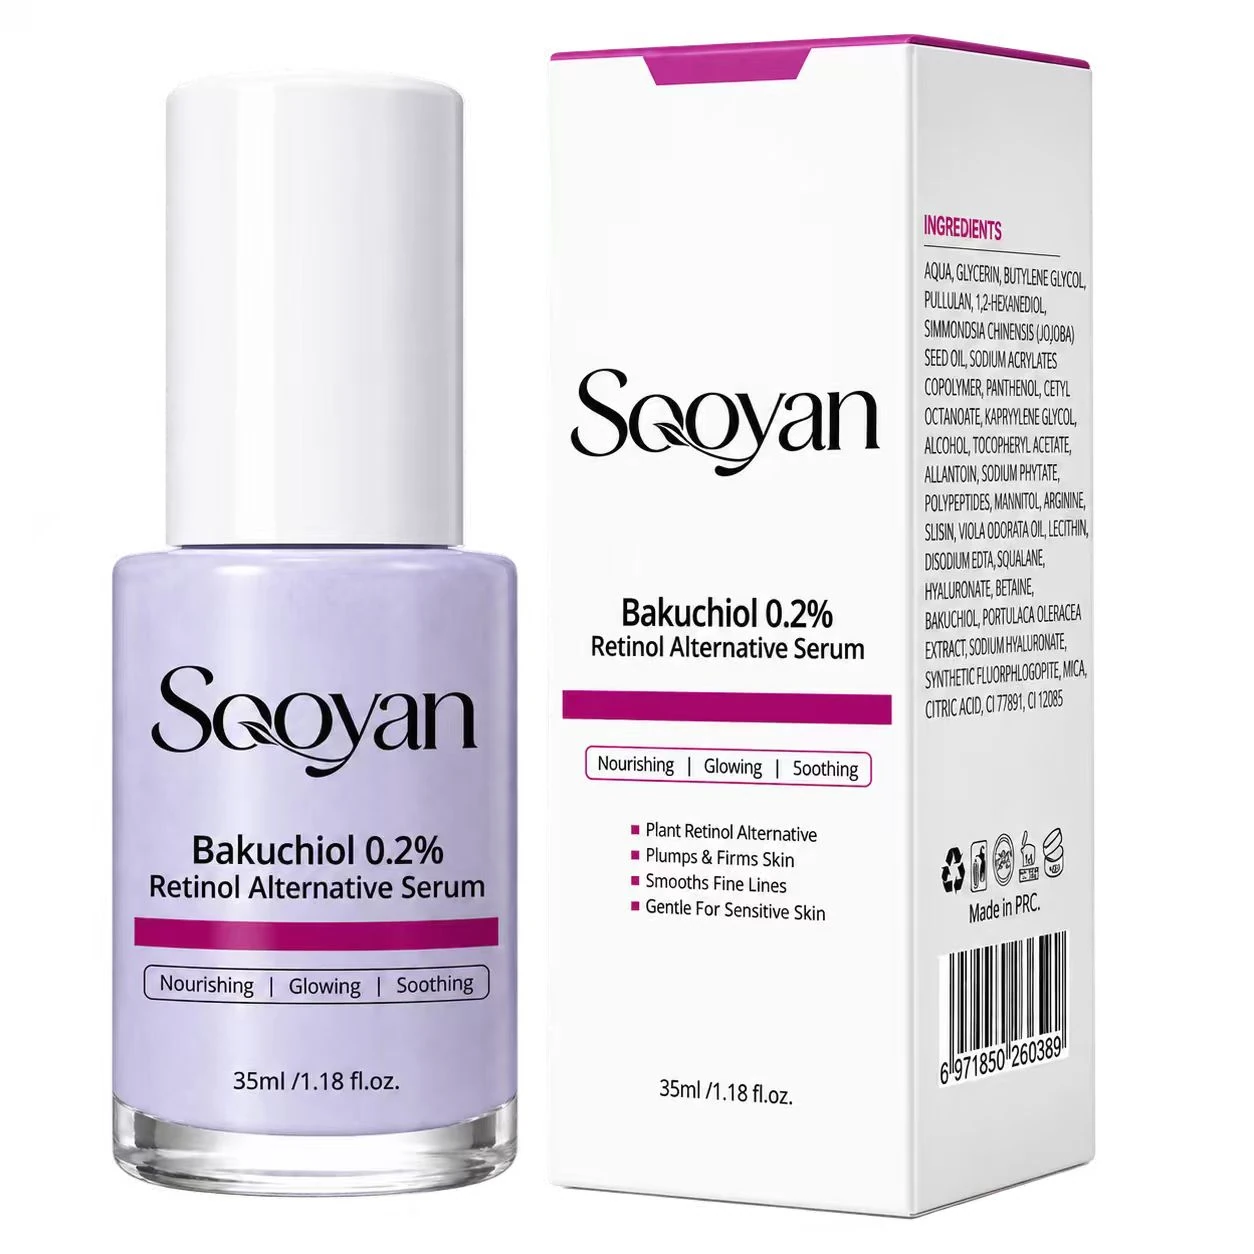 Sqoyan
Bakuchiol 0.2%
Retinol Alternative Serum
Nourishing | Glowing | Soothing
35ml /1.18 fl.oz.
Sqoyan
Bakuchiol 0.2%
Retinol Alternative Serum
Nourishing | Glowing | Soothing
Plant Retinol Alternative
Plumps & Firms Skin
Smooths Fine Lines
Gentle For Sensitive Skin
35ml /1.18 fl.oz.
INGREDIENTS
AQUA, GLYCERIN, BUTYLENE GLYCOL,
PULLULAN, 1,2-HEXANEDIOL,
SIMMONDSIA CHINENSIS (JOJOBA)
SEED OIL, SODIUM ACRYLATES
COPOLYMER, PANTHENOL, CETYL
OCTANOATE, KAPRYYLENE GLYCOL,
ALCOHOL, TOCOPHERYL ACETATE,
ALLANTOIN, SODIUM PHYTATE,
POLYPEPTIDES, MANNITOL, ARGININE,
SLISIN, VIOLA ODORATA OIL, LECITHIN,
DISODIUM EDTA, SQUALANE,
HYALURONATE, BETAINE,
BAKUCHIOL, PORTULACA OLERACEA
EXTRACT, SODIUM HYALURONATE,
SYNTHETIC FLUORPHLOGOPITE, MICA,
CITRIC ACID, CI 77891, CI 12085
Made in PRC.
6 971850 260389